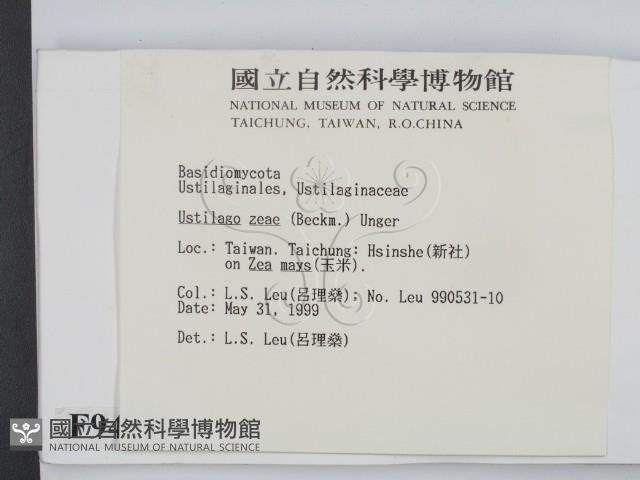 國立自然科學博物館
NATIONAL MUSEUM OF NATURAL SCIENCE
TAICHUNG, TAIWAN, R.O.CHINA
Basidiomycota
Ustilaginales, Ustilaginaceae
Ustilago zeae (Beckm.) Unger
Loc.: Taiwan. Taichung: Hsinshe(新社)
on Zea mays(玉米).
Col.: L.S. Leu(呂理燊); No. Leu 990531-10
Date: May 31, 1999
Det.: L.S. Leu(呂理燊)
國立自然科學博物館
NATIONAL MUSEUM OF NATURAL SCIENCE